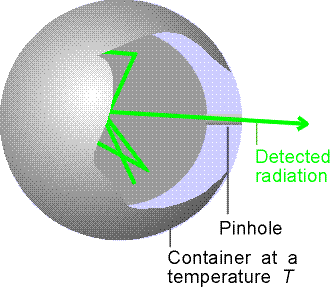 Detected
radiation
Pinhole
Container at a
temperature T